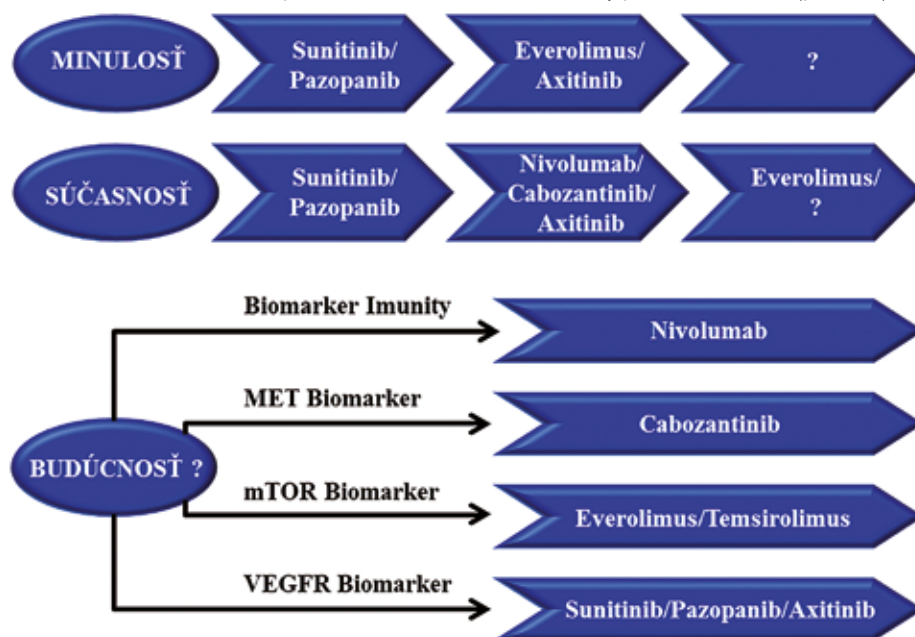 MINULOSŤ
Sunitinib/
Pazopanib
Everolimus/
Axitinib
?
SÚČASNOSŤ
Sunitinib/
Pazopanib
Nivolumab/
Cabozantinib/
Axitinib
Everolimus/
?
BUDÚCNOSŤ ?
Biomarker Imunity
Nivolumab
MET Biomarker
Cabozantinib
mTOR Biomarker
Everolimus/Temsirolimus
VEGFR Biomarker
Sunitinib/Pazopanib/Axitinib